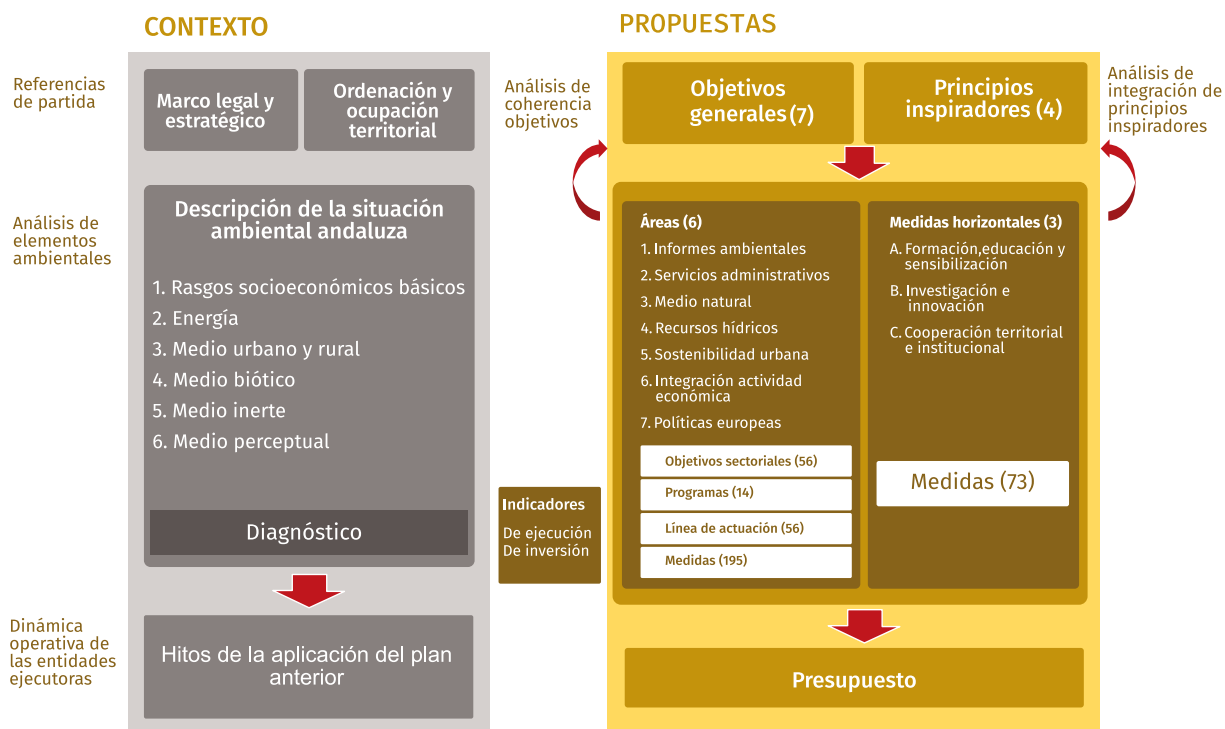 CONTEXTO
Referencias
de partida
Marco legal y
estratégico
Ordenación y
ocupación
territorial
Análisis de
elementos
ambientales
Descripción de la situación
ambiental andaluza
1. Rasgos socioeconómicos básicos
2. Energía
3. Medio urbano y rural
4. Medio biótico
5. Medio inerte
6. Medio perceptual
Diagnóstico
Dinámica
operativa de
las entidades
ejecutoras
Hitos de la aplicación del plan
anterior
PROPUESTAS
Análisis de
coherencia
objetivos
Objetivos
generales (7)
Principios
inspiradores (4)
Análisis de
integración de
principios
inspiradores
Áreas (6)
1. Informes ambientales
2. Servicios administrativos
3. Medio natural
4. Recursos hídricos
5. Sostenibilidad urbana
6. Integración actividad
económica
7. Políticas europeas
Objetivos sectoriales (56)
Programas (14)
Línea de actuación (56)
Medidas (195)
Medidas horizontales (3)
A. Formación,educación y
sensibilización
B. Investigación e
innovación
C. Cooperación territorial
e institucional
Medidas (73)
Indicadores
De ejecución
De inversión
Presupuesto